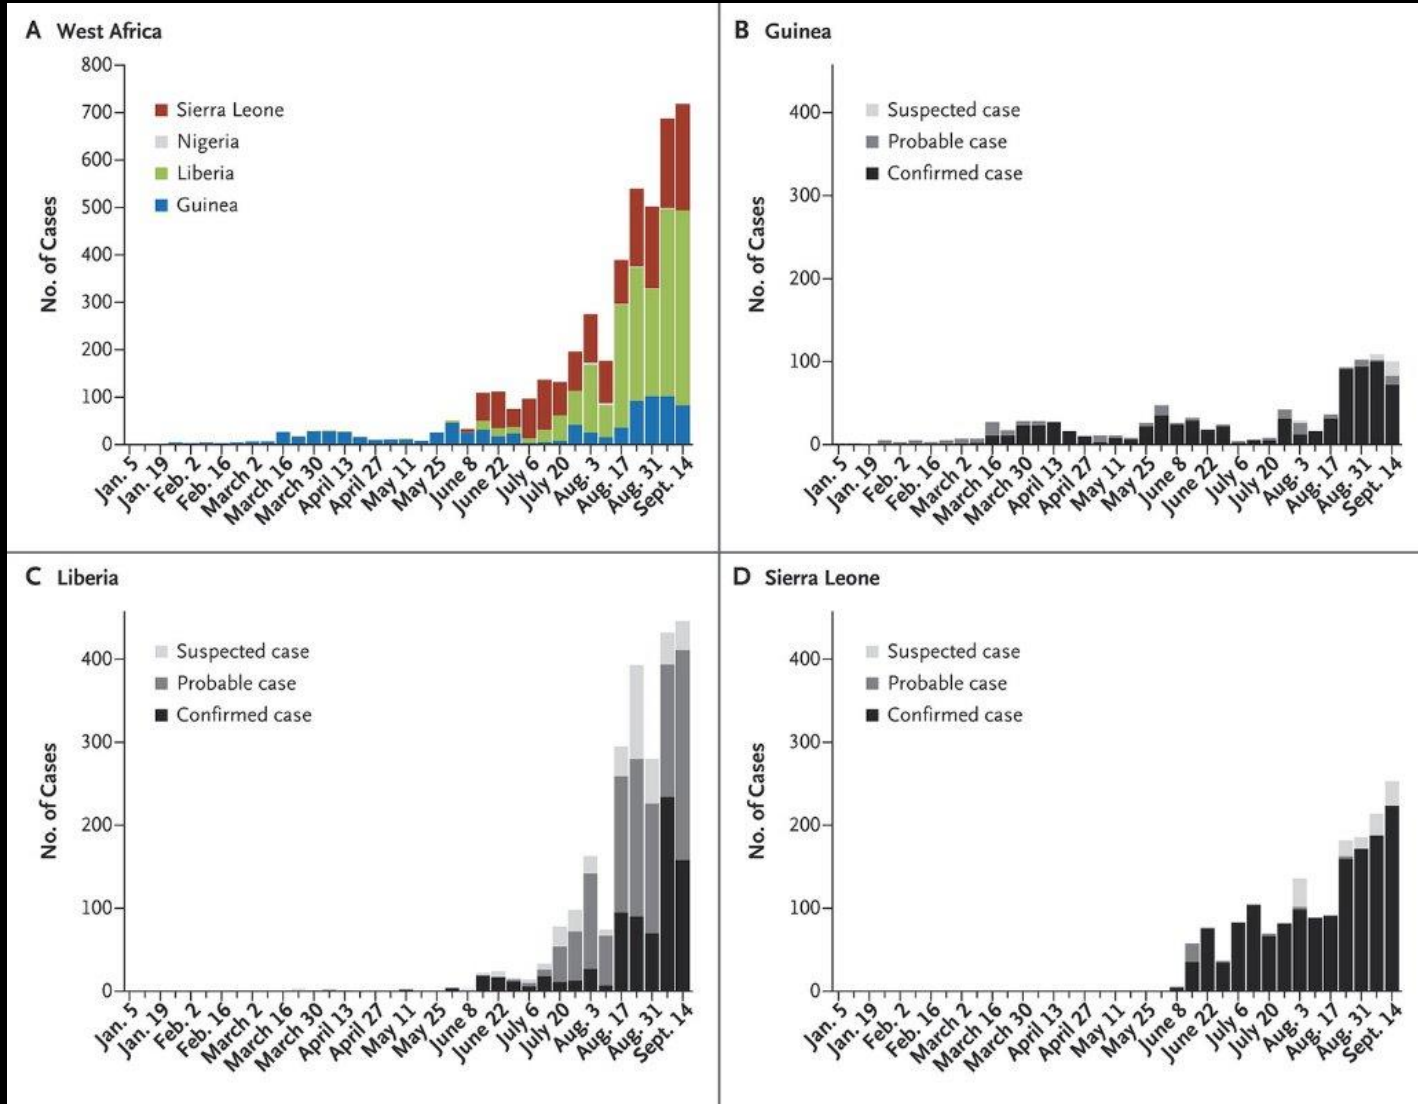 A West Africa
800
700
600
500
400
300
200
100
0
No. of Cases
Sierra Leone
Nigeria
Liberia
Guinea
Jan. 5
Jan. 19
Feb. 2
Feb. 16
March 2
March 16
March 30
April 13
April 27
May 11
May 25
June 8
June 22
July 6
July 20
Aug. 3
Aug. 17
Aug. 31
Sept. 14
B Guinea
400
300
200
100
0
No. of Cases
Suspected case
Probable case
Confirmed case
Jan. 5
Jan. 19
Feb. 2
Feb. 16
March 2
March 16
March 30
April 13
April 27
May 11
May 25
June 8
June 22
July 6
July 20
Aug. 3
Aug. 17
Aug. 31
Sept. 14
C Liberia
400
300
200
100
0
No. of Cases
Suspected case
Probable case
Confirmed case
Jan. 5
Jan. 19
Feb. 2
Feb. 16
March 2
March 16
March 30
April 13
April 27
May 11
May 25
June 8
June 22
July 6
July 20
Aug. 3
Aug. 17
Aug. 31
Sept. 14
D Sierra Leone
400
300
200
100
0
No. of Cases
Suspected case
Probable case
Confirmed case
Jan. 5
Jan. 19
Feb. 2
Feb. 16
March 2
March 16
March 30
April 13
April 27
May 11
May 25
June 8
June 22
July 6
July 20
Aug. 3
Aug. 17
Aug. 31
Sept. 14